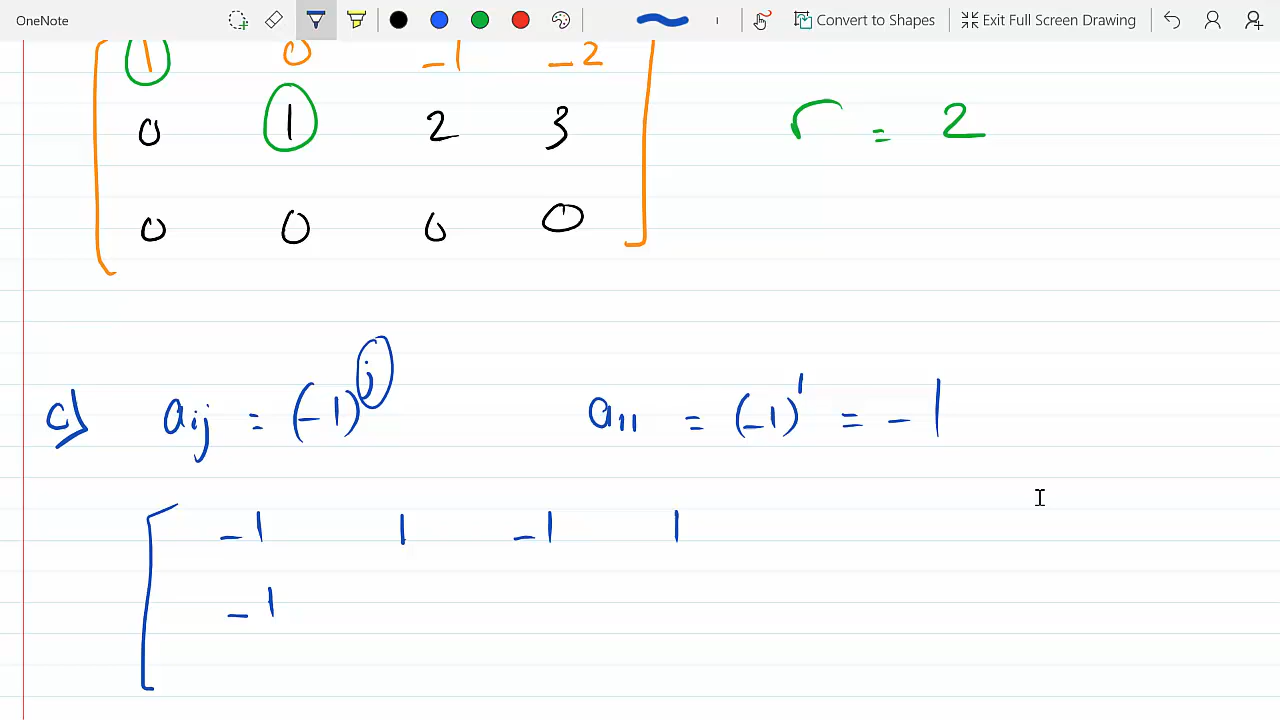 OneNote
Convert to Shapes
Exit Full Screen Drawing
1 0 -1 -2
0 1 2 3
r = 2
0 0 0 0
c) aij = (-1)^j
a11 = (-1)^1 = -1
-1 1 -1 1
-1